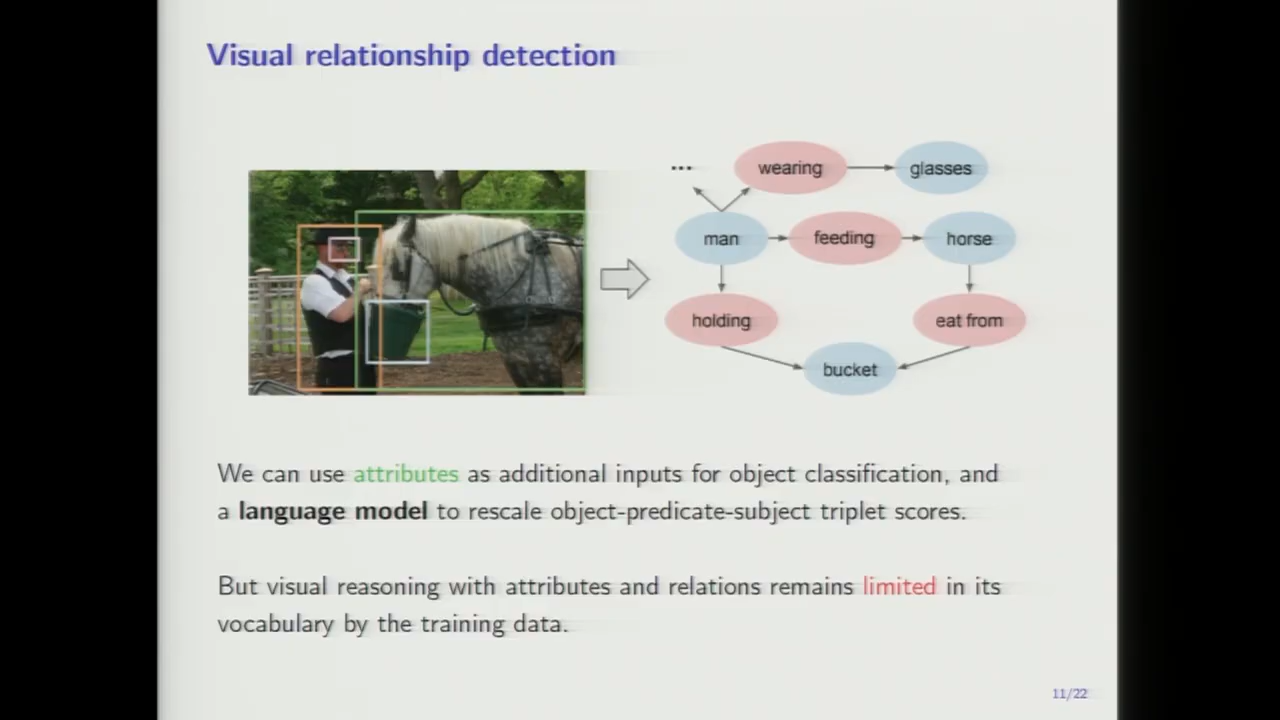 Visual relationship detection
...
wearing
glasses
man
feeding
horse
holding
eat from
bucket
We can use attributes as additional inputs for object classification, and
a language model to rescale object-predicate-subject triplet scores.
But visual reasoning with attributes and relations remains limited in its
vocabulary by the training data.
11/22